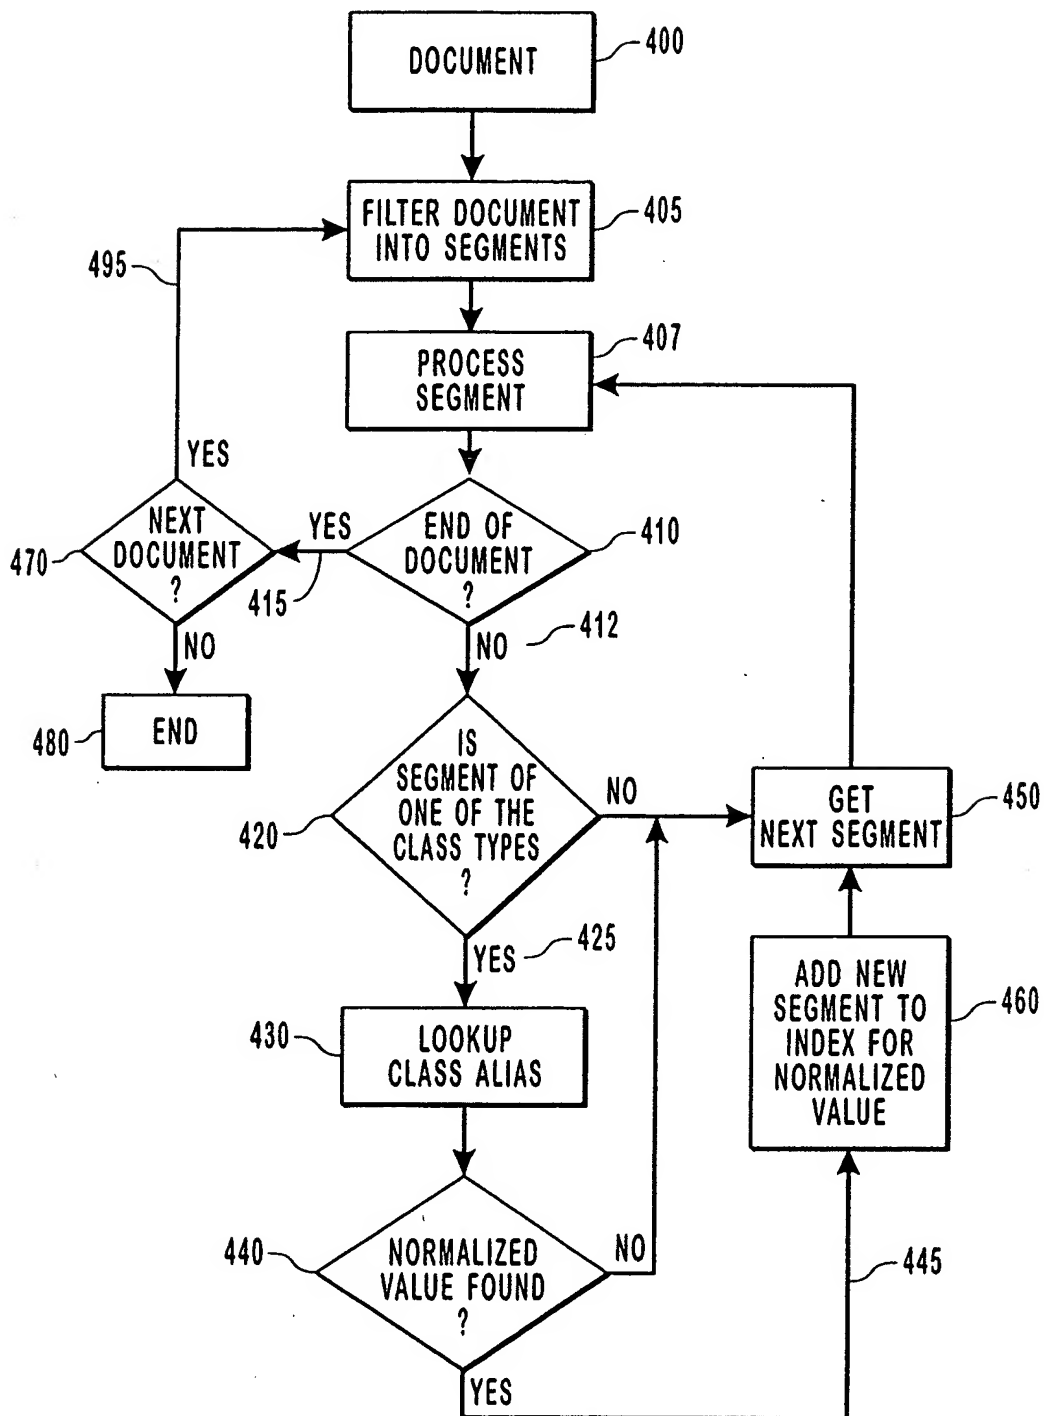 DOCUMENT
400
FILTER DOCUMENT
INTO SEGMENTS
405
495
PROCESS
SEGMENT
407
YES
NEXT
DOCUMENT
?
470
YES
415
END OF
DOCUMENT
?
410
NO
412
NO
END
480
IS
SEGMENT OF
ONE OF THE
CLASS TYPES
?
420
NO
GET
NEXT SEGMENT
450
YES
425
LOOKUP
CLASS ALIAS
430
ADD NEW
SEGMENT TO
INDEX FOR
NORMALIZED
VALUE
460
NORMALIZED
VALUE FOUND
?
440
NO
445
YES